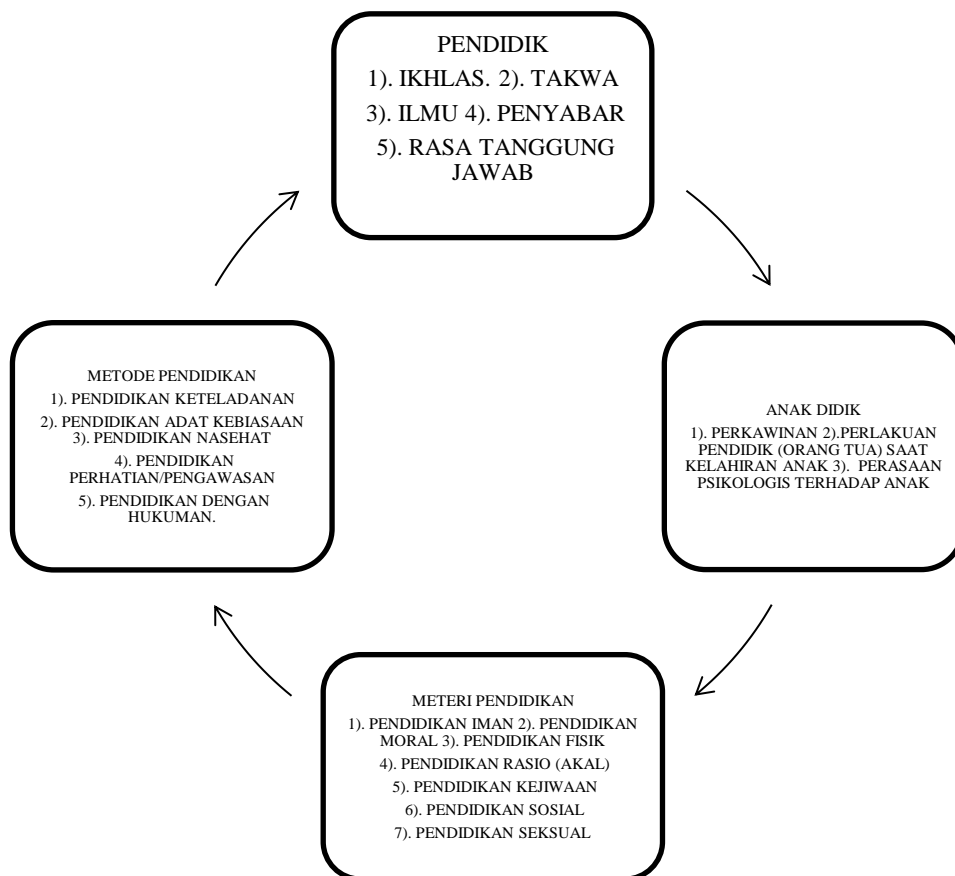 PENDIDIK
1). IKHLAS. 2). TAKWA
3). ILMU 4). PENYABAR
5). RASA TANGGUNG
JAWAB
ANAK DIDIK
1). PERKAWINAN 2).PERLAKUAN
PENDIDIK (ORANG TUA) SAAT
KELAHIRAN ANAK 3). PERASAAN
PSIKOLOGIS TERHADAP ANAK
METERI PENDIDIKAN
1). PENDIDIKAN IMAN 2). PENDIDIKAN
MORAL 3). PENDIDIKAN FISIK
4). PENDIDIKAN RASIO (AKAL)
5). PENDIDIKAN KEJIWAAN
6). PENDIDIKAN SOSIAL
7). PENDIDIKAN SEKSUAL
METODE PENDIDIKAN
1). PENDIDIKAN KETELADANAN
2). PENDIDIKAN ADAT KEBIASAAN
3). PENDIDIKAN NASEHAT
4). PENDIDIKAN
PERHATIAN/PENGAWASAN
5). PENDIDIKAN DENGAN
HUKUMAN.